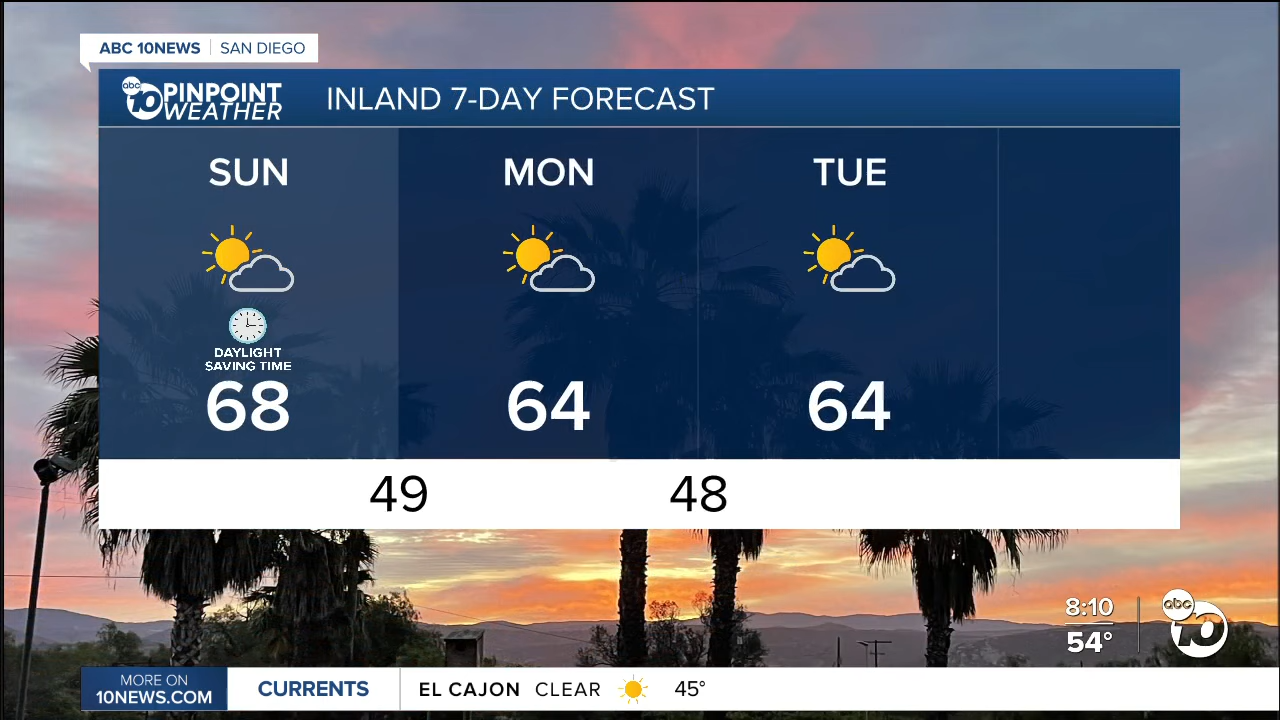 ABC 10NEWS | SAN DIEGO
abc 10 PINPOINT WEATHER
INLAND 7-DAY FORECAST
SUN MON TUE
DAYLIGHT
SAVING TIME
68 64 64
49 48
8:10
54°
abc 10
MORE ON
10NEWS.COM
CURRENTS
EL CAJON CLEAR 45°